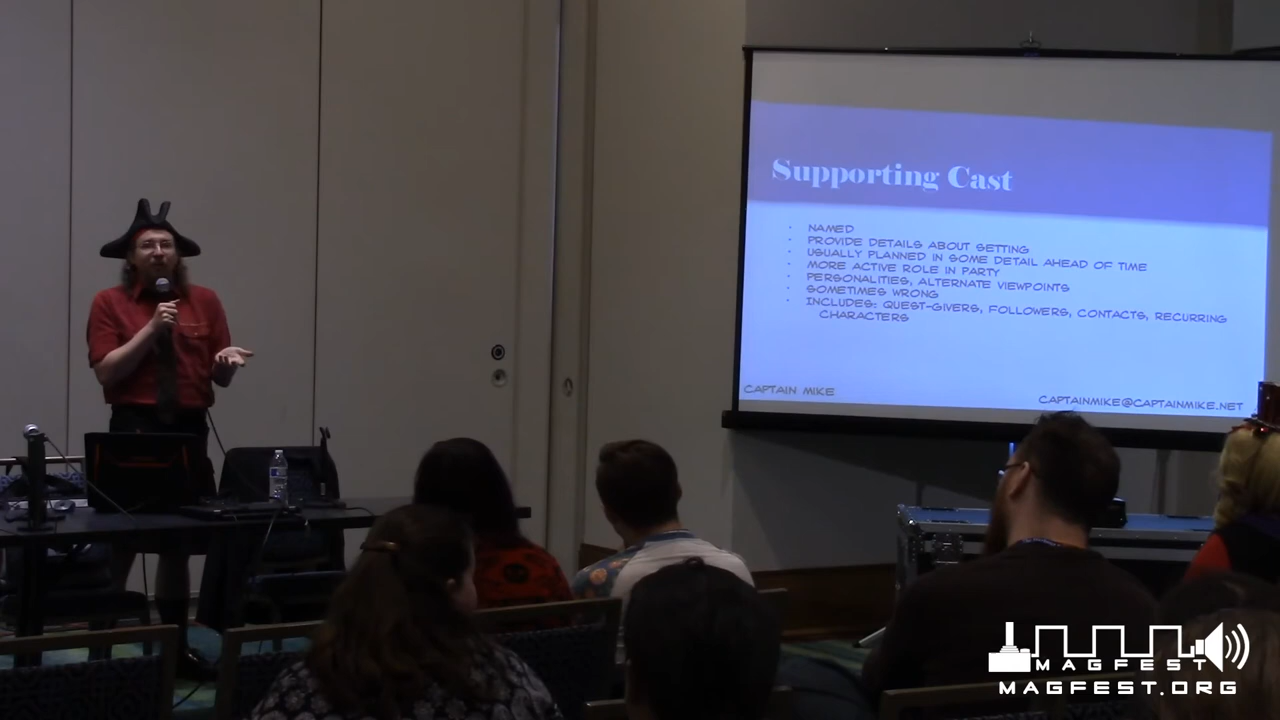 Supporting Cast
· NAMED
· PROVIDE DETAILS ABOUT SETTING
· USUALLY PLANNED IN SOME DETAIL AHEAD OF TIME
· MORE ACTIVE ROLE IN PARTY
· PERSONALITIES, ALTERNATE VIEWPOINTS
· SOMETIMES WRONG
· INCLUDES: QUEST-GIVERS, FOLLOWERS, CONTACTS, RECURRING
CHARACTERS
CAPTAIN MIKE
CAPTAINMIKE@CAPTAINMIKE.NET
MAGFEST
MAGFEST.ORG